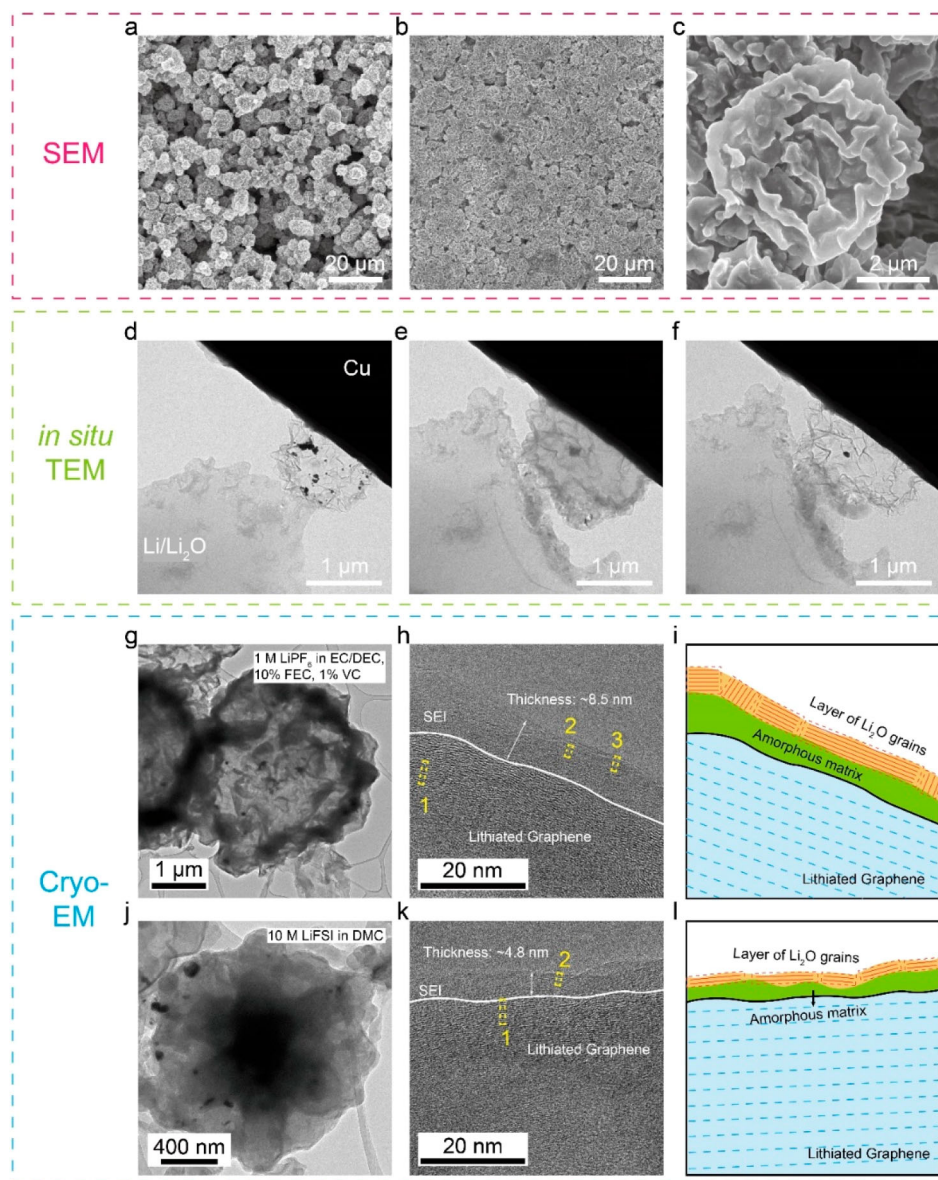 SEM
a
b
c
20 μm
20 μm
2 μm
in situ
TEM
d
e
f
Cu
Li/Li₂O
1 μm
1 μm
1 μm
Cryo-
EM
g
h
i
1 M LiPF₆ in EC/DEC,
10% FEC, 1% VC
1 μm
SEI
Thickness: ~8.5 nm
1
2
3
Lithiated Graphene
20 nm
Layer of Li₂O grains
Amorphous matrix
Lithiated Graphene
j
k
l
10 M LiFSI in DMC
400 nm
Thickness: ~4.8 nm
SEI
2
1
Lithiated Graphene
20 nm
Layer of Li₂O grains
Amorphous matrix
Lithiated Graphene